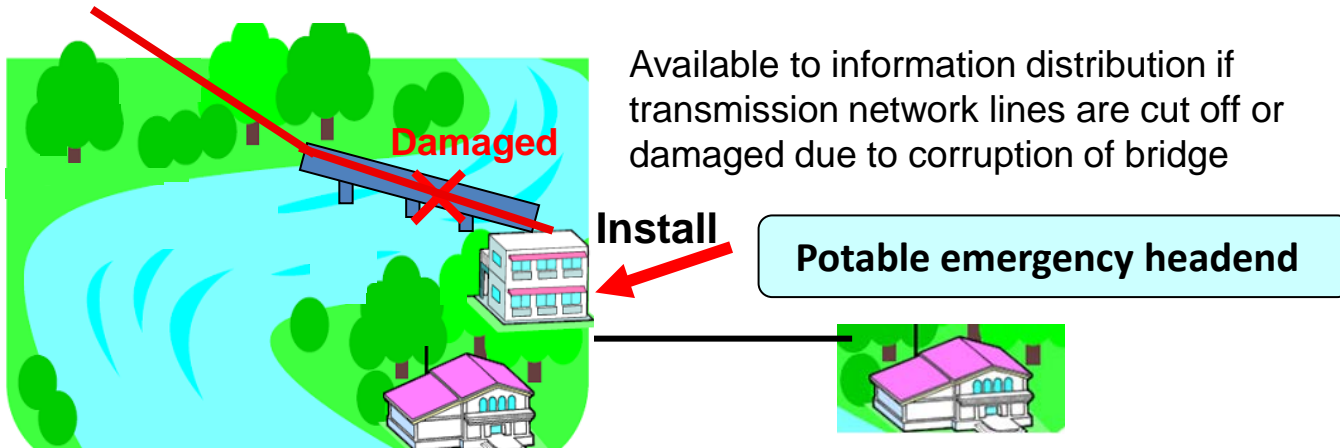 Available to information distribution if
transmission network lines are cut off or
damaged due to corruption of bridge
Damaged
Install
Potable emergency headend